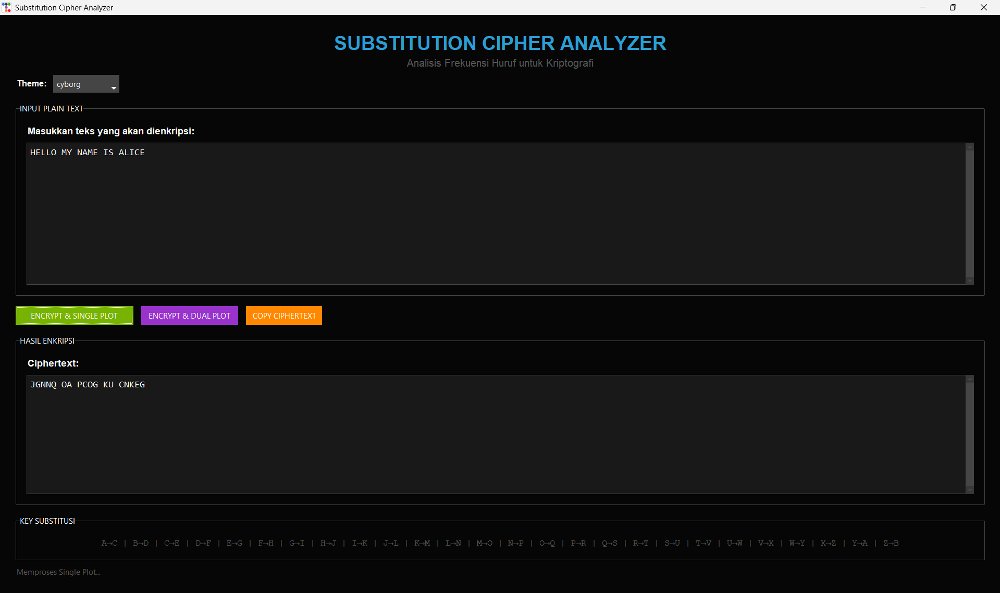 Substitution Cipher Analyzer
SUBSTITUTION CIPHER ANALYZER
Analisis Frekuensi Huruf untuk Kriptografi
Theme: cyborg
INPUT PLAIN TEXT
Masukkan teks yang akan dienkripsi:
HELLO MY NAME IS ALICE
ENCRYPT & SINGLE PLOT ENCRYPT & DUAL PLOT COPY CIPHERTEXT
HASIL ENKRIPSI
Ciphertext:
JGNNQ OA PCOG KU CNKEG
KEY SUBSTITUSI
A→C | B→D | C→E | D→F | E→G | F→H | G→I | H→J | I→K | J→L | K→M | L→N | M→O | N→P | O→Q | P→R | Q→S | R→T | S→U | T→V | U→W | V→X | W→Y | X→Z | Y→A | Z→B
Memproses Single Plot...